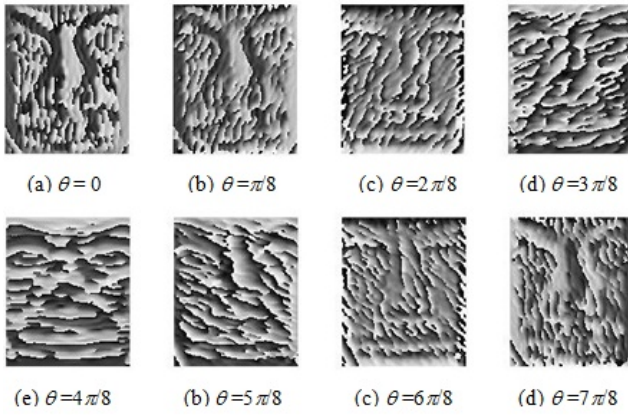 (a) θ = 0
(b) θ=π/8
(c) θ=2π/8
(d) θ=3π/8
(e) θ=4π/8
(b) θ=5π/8
(c) θ=6π/8
(d) θ=7π/8